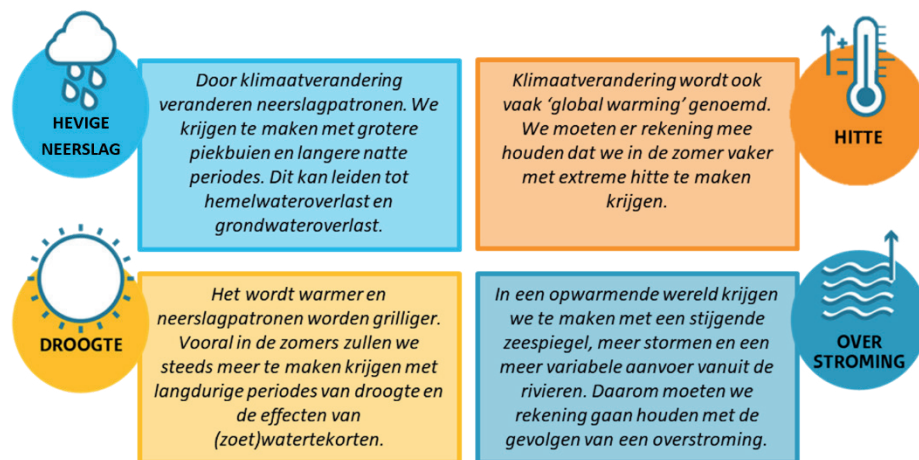 HEVIGE
NEERSLAG
Door klimaatverandering
veranderen neerslagpatronen. We
krijgen te maken met grotere
piekbuien en langere natte
periodes. Dit kan leiden tot
hemelwateroverlast en
grondwateroverlast.
Klimaatverandering wordt ook
vaak ‘global warming’ genoemd.
We moeten er rekening mee
houden dat we in de zomer vaker
met extreme hitte te maken
krijgen.
HITTE
DROOGTE
Het wordt warmer en
neerslagpatronen worden grilliger.
Vooral in de zomers zullen we
steeds meer te maken krijgen met
langdurige periodes van droogte en
de effecten van
(zoet)watertekorten.
In een opwarmende wereld krijgen
we te maken met een stijgende
zeespiegel, meer stormen en een
meer variabele aanvoer vanuit de
rivieren. Daarom moeten we
rekening gaan houden met de
gevolgen van een overstroming.
OVER
STROMING